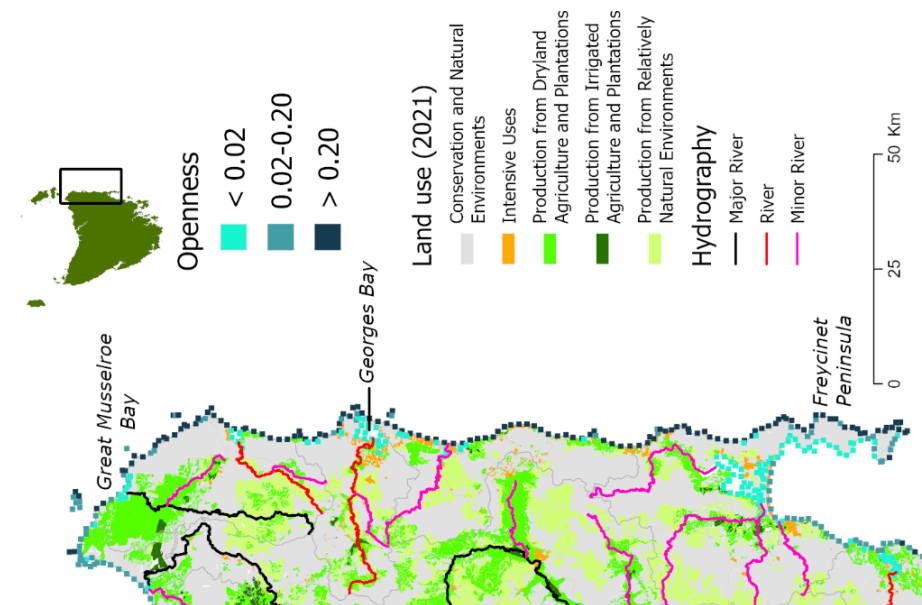 Great Musselroe
Bay
Georges Bay
Freycinet
Peninsula
Openness
< 0.02
0.02-0.20
> 0.20
Land use (2021)
Conservation and Natural
Environments
Intensive Uses
Production from Dryland
Agriculture and Plantations
Production from Irrigated
Agriculture and Plantations
Production from Relatively
Natural Environments
Hydrography
Major River
River
Minor River
0
25
50
Km